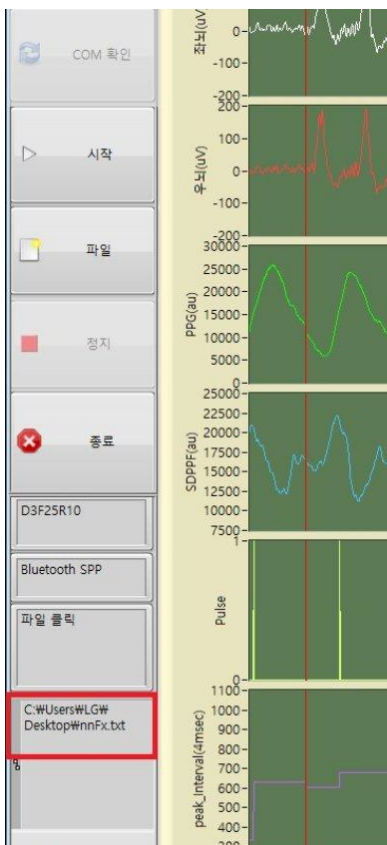 COM 확인
시작
파일
정지
종료
D3F25R10
Bluetooth SPP
파일 클릭
C:₩Users₩LG₩
Desktop₩nnFx.txt
좌뇌(uV)
0
-100
-200
우뇌(uV)
200
100
0
-100
-200
PPG(au)
30000
25000
20000
15000
10000
5000
0
SDPPF(au)
25000
22500
20000
17500
15000
12500
10000
7500
Pulse
1
0
peak_Interval(4msec)
1100
1000
900
800
700
600
500
400
300